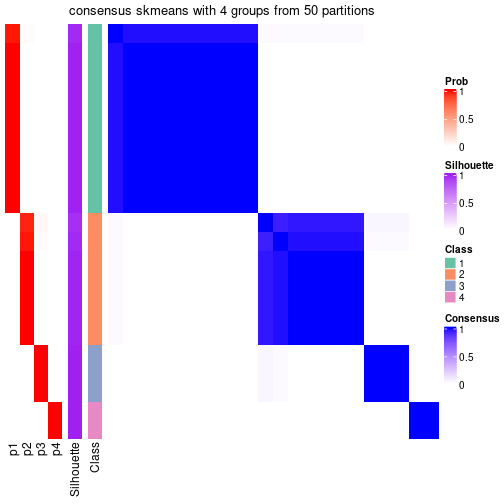 consensus skmeans with 4 groups from 50 partitions
Prob
1
0.5
0
Silhouette
1
0.5
0
Class
1
2
3
4
Consensus
1
0.5
0
p1
p2
p3
p4
Silhouette
Class